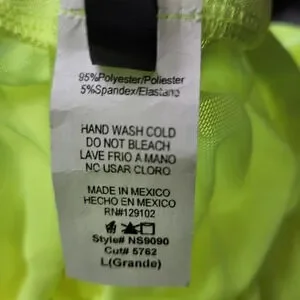 95%Polyester/Poliester
5%Spandex/Elastano
HAND WASH COLD
DO NOT BLEACH
LAVE FRIO A MANO
NO USAR CLORO
MADE IN MEXICO
HECHO EN MEXICO
RN#129102
Style# NS9090
Cut# 5762
L(Grande)